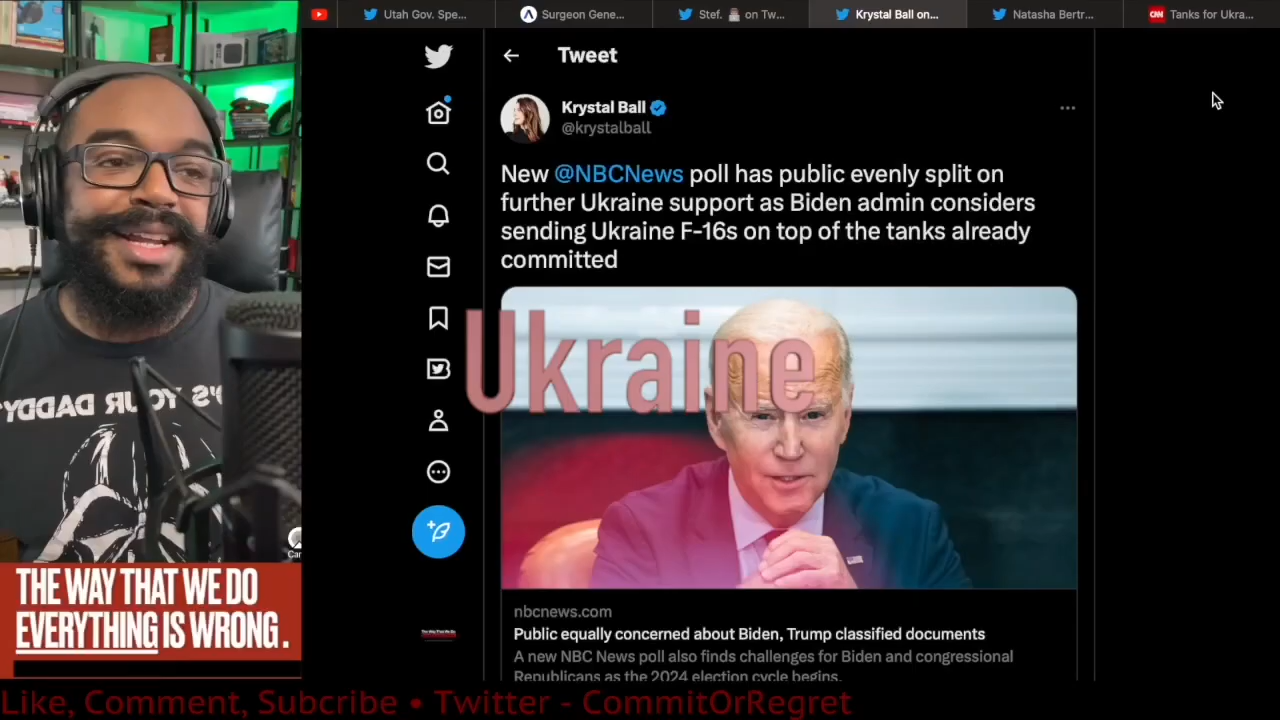 Utah Gov. Spe...
Surgeon Gene...
Stef. on Tw...
Krystal Ball on...
Natasha Bertr...
CNN
Tanks for Ukra...
Tweet
Krystal Ball
@krystalball
New @NBCNews poll has public evenly split on
further Ukraine support as Biden admin considers
sending Ukraine F-16s on top of the tanks already
committed
Ukraine
nbcnews.com
Public equally concerned about Biden, Trump classified documents
A new NBC News poll also finds challenges for Biden and congressional
Republicans as the 2024 election cycle begins.
'S YOUR DADDY?
Car
THE WAY THAT WE DO
EVERYTHING IS WRONG.
Like, Comment, Subcribe • Twitter - CommitOrRegret